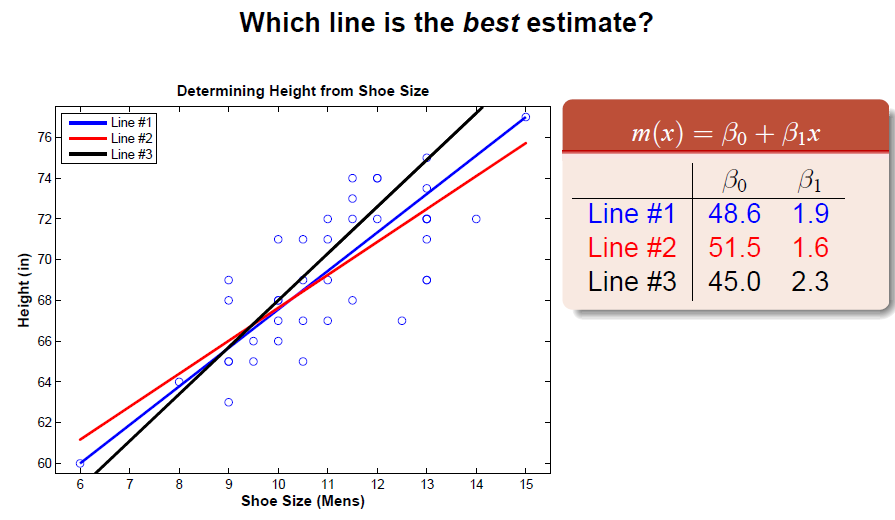 Which line is the best estimate?
Determining Height from Shoe Size
Line #1
Line #2
Line #3
76
74
72
70
68
66
64
62
60
Height (in)
6 7 8 9 10 11 12 13 14 15
Shoe Size (Mens)
m(x) = β₀ + β₁x
β₀ β₁
Line #1 48.6 1.9
Line #2 51.5 1.6
Line #3 45.0 2.3